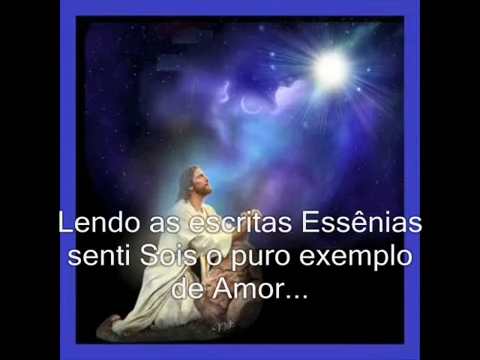 Lendo as escritas Essênias
senti Sois o puro exemplo
de Amor...